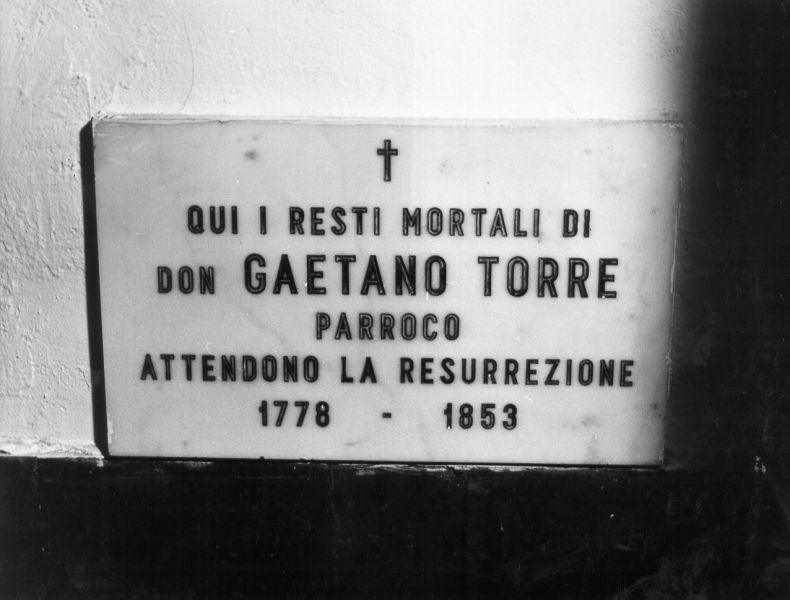 QUI I RESTI MORTALI DI
DON GAETANO TORRE
PARROCO
ATTENDONO LA RESURREZIONE
1778 - 1853